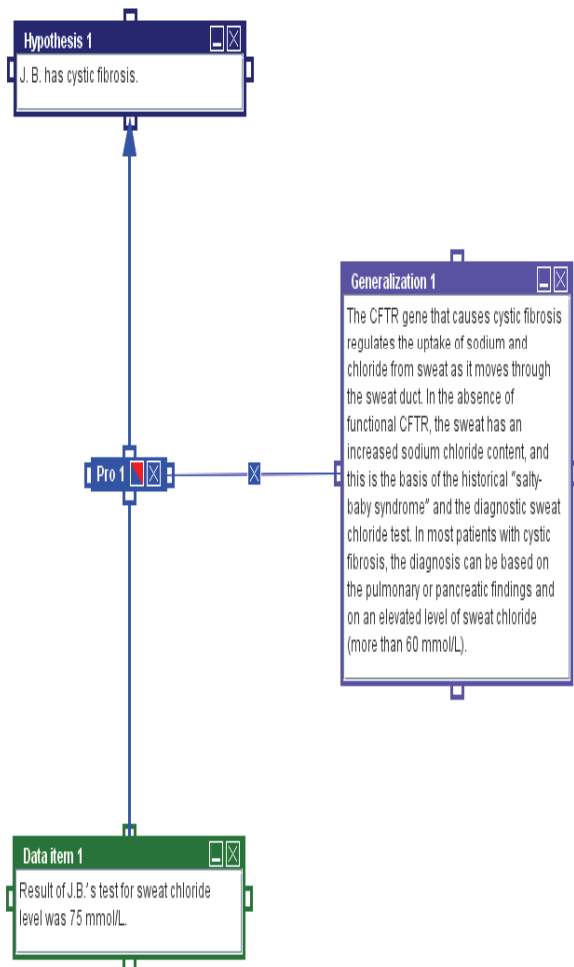 Hypothesis 1
J. B. has cystic fibrosis.
Generalization 1
The CFTR gene that causes cystic fibrosis
regulates the uptake of sodium and
chloride from sweat as it moves through
the sweat duct. In the absence of
functional CFTR, the sweat has an
increased sodium chloride content, and
this is the basis of the historical "salty-
baby syndrome" and the diagnostic sweat
chloride test. In most patients with cystic
fibrosis, the diagnosis can be based on
the pulmonary or pancreatic findings and
on an elevated level of sweat chloride
(more than 60 mmol/L).
Pro 1
Data item 1
Result of J.B.'s test for sweat chloride
level was 75 mmol/L.